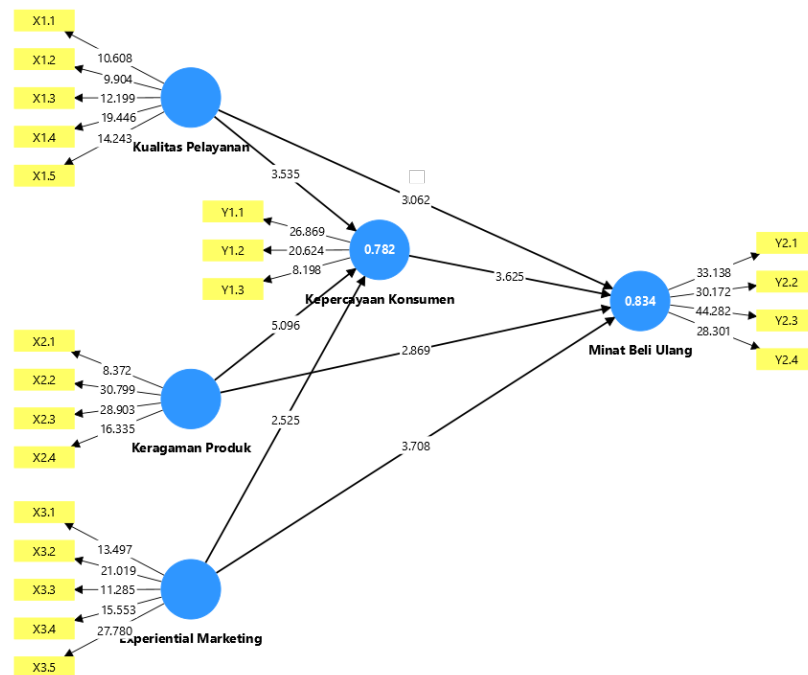 X1.1
10.608
X1.2
9.904
X1.3
12.199
X1.4
19.446
14.243
X1.5
Kualitas Pelayanan
3.535
3.062
Y1.1
26.869
Y1.2
20.624
Y1.3
8.198
0.782
Kepercayaan Konsumen
3.625
5.096
2.869
2.525
3.708
X2.1
8.372
X2.2
30.799
X2.3
28.903
16.335
X2.4
Keragaman Produk
X3.1
13.497
X3.2
21.019
X3.3
11.285
15.553
X3.4
27.780
X3.5
Experiential Marketing
0.834
Minat Beli Ulang
Y2.1
33.138
Y2.2
30.172
44.282
Y2.3
28.301
Y2.4